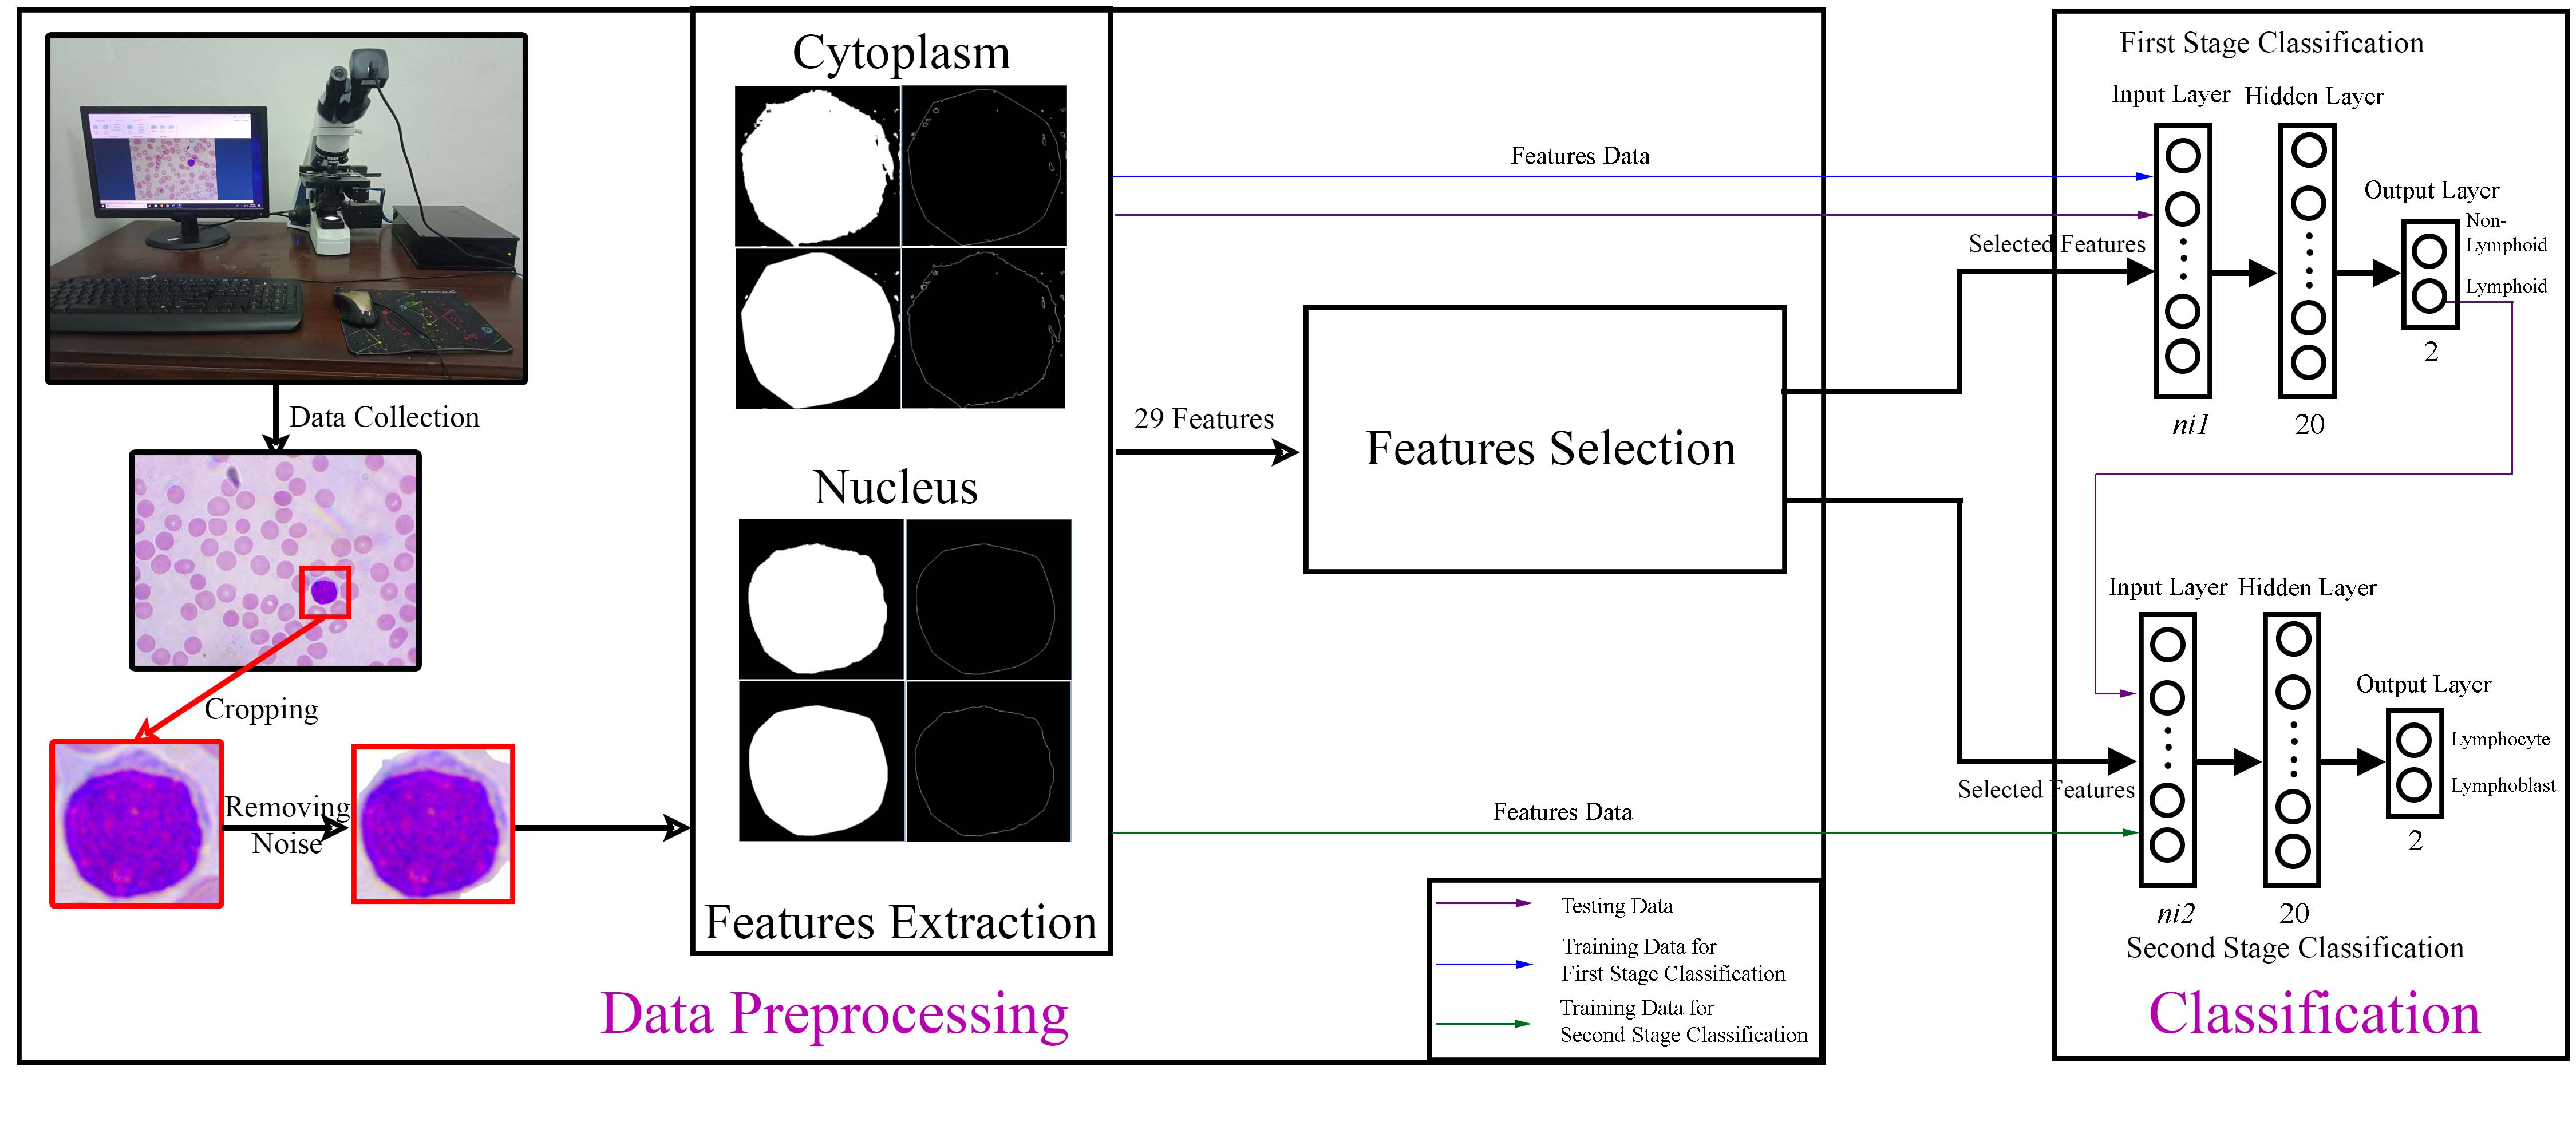 Cytoplasm
Nucleus
Features Extraction
Data Collection
Cropping
Removing
Noise
Data Preprocessing
29 Features
Features Selection
Features Data
Selected Features
Selected Features
Features Data
Testing Data
Training Data for
First Stage Classification
Training Data for
Second Stage Classification
First Stage Classification
Input Layer
Hidden Layer
Output Layer
Non-
Lymphoid
Lymphoid
2
ni1
20
Input Layer
Hidden Layer
Output Layer
Lymphocyte
Lymphoblast
2
ni2
20
Second Stage Classification
Classification